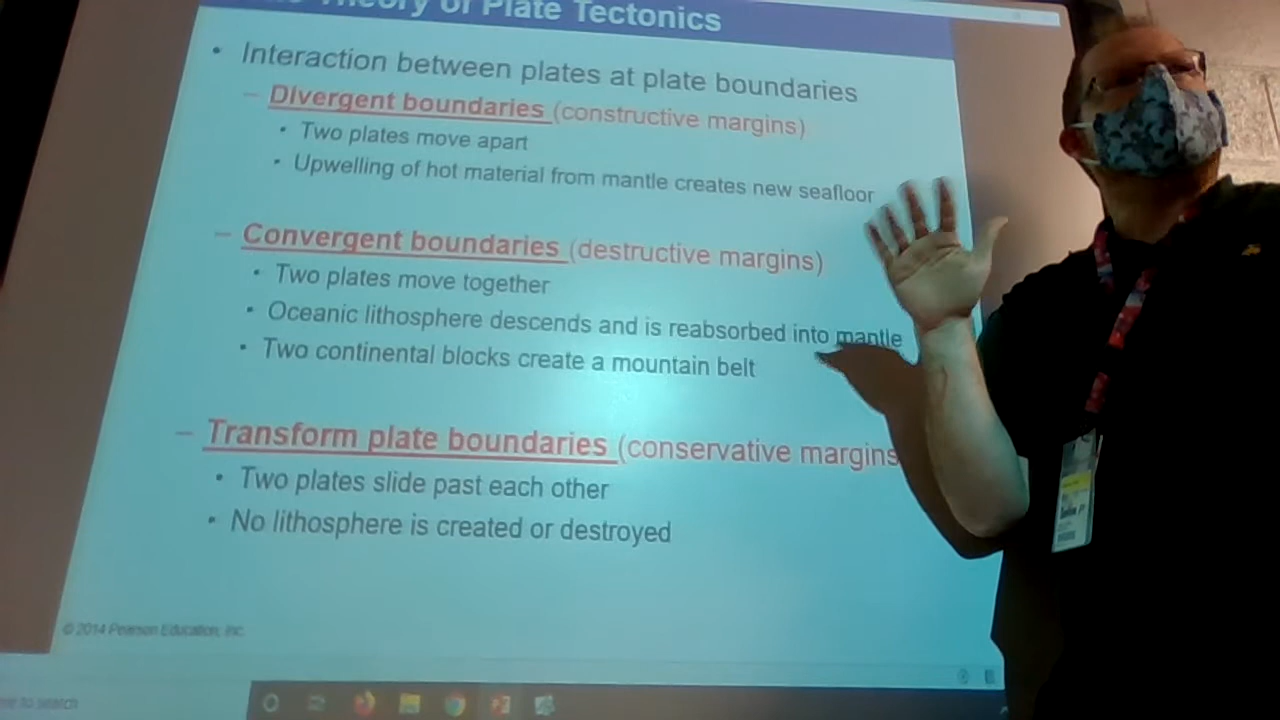 Theory of Plate Tectonics
• Interaction between plates at plate boundaries
– Divergent boundaries (constructive margins)
• Two plates move apart
• Upwelling of hot material from mantle creates new seafloor
– Convergent boundaries (destructive margins)
• Two plates move together
• Oceanic lithosphere descends and is reabsorbed into mantle
• Two continental blocks create a mountain belt
– Transform plate boundaries (conservative margins
• Two plates slide past each other
• No lithosphere is created or destroyed
© 2014 Pearson Education, Inc.
to search